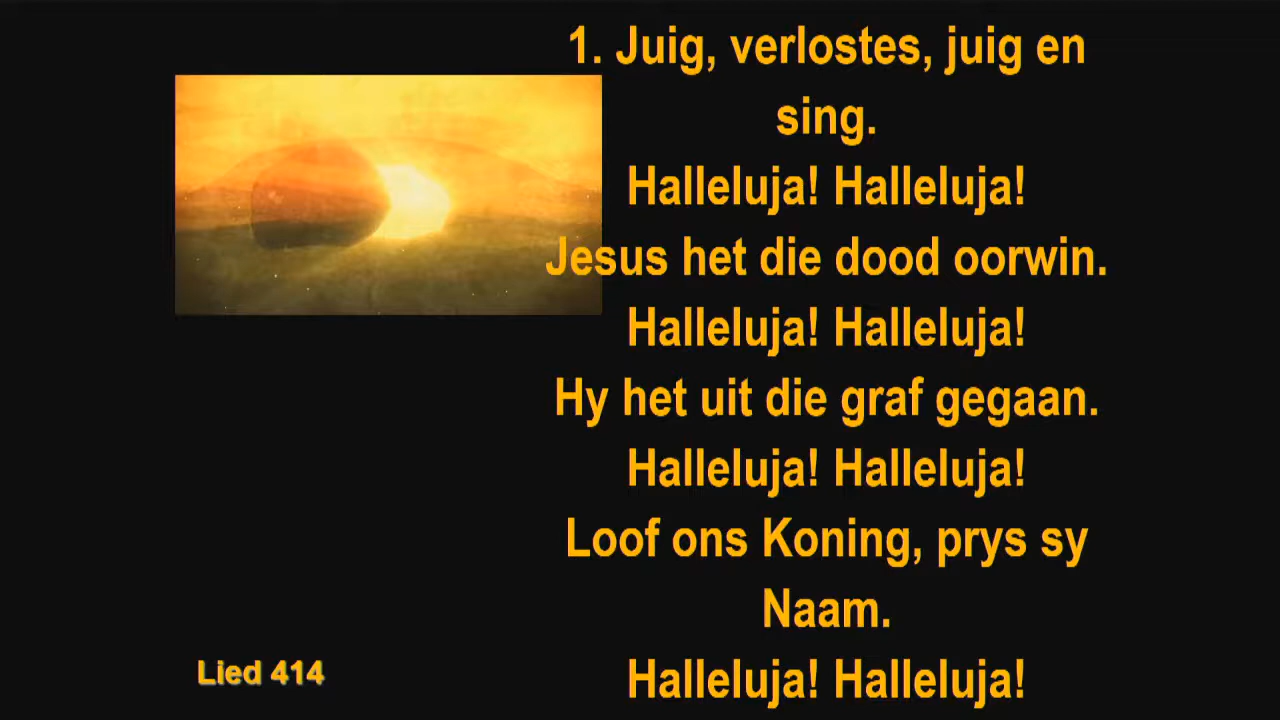 1. Juig, verlostes, juig en
sing.
Halleluja! Halleluja!
Jesus het die dood oorwin.
Halleluja! Halleluja!
Hy het uit die graf gegaan.
Halleluja! Halleluja!
Loof ons Koning, prys sy
Naam.
Halleluja! Halleluja!
Lied 414